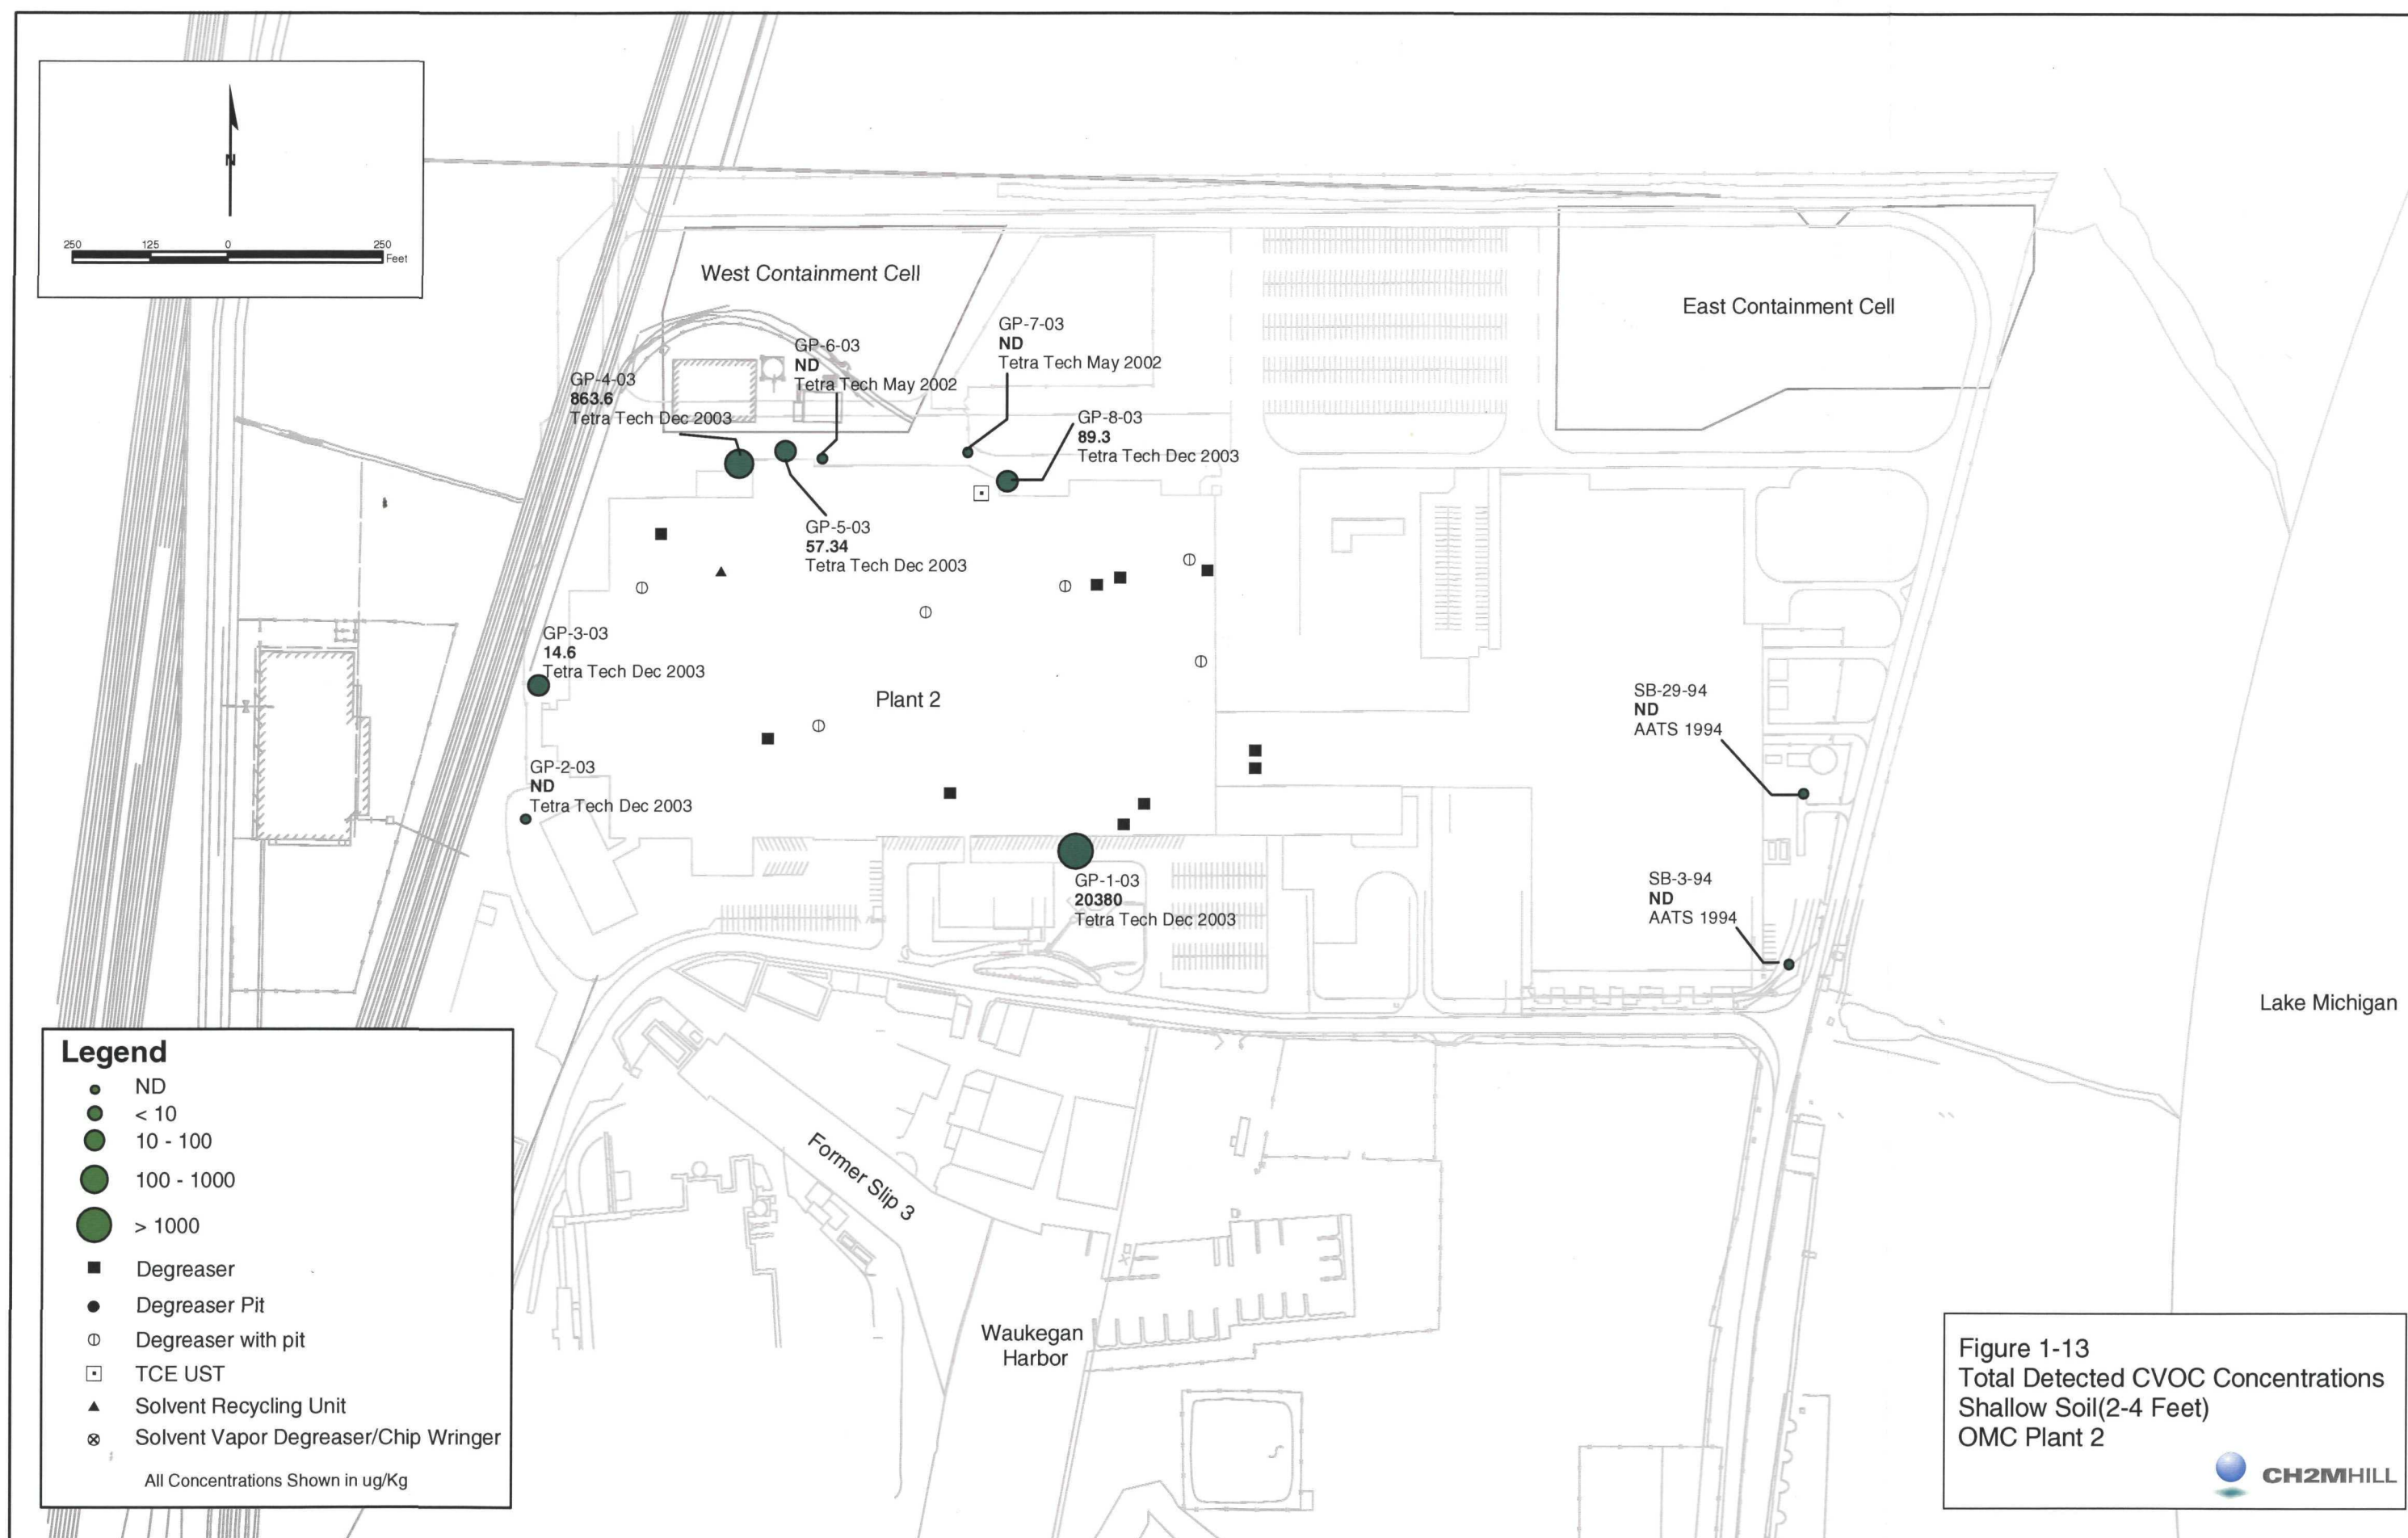 N
250 125 0 250
Feet
West Containment Cell
East Containment Cell
GP-7-03
ND
Tetra Tech May 2002
GP-6-03
ND
Tetra Tech May 2002
GP-4-03
863.6
Tetra Tech Dec 2003
GP-8-03
89.3
Tetra Tech Dec 2003
GP-5-03
57.34
Tetra Tech Dec 2003
GP-3-03
14.6
Tetra Tech Dec 2003
Plant 2
SB-29-94
ND
AATS 1994
GP-2-03
ND
Tetra Tech Dec 2003
GP-1-03
20380
Tetra Tech Dec 2003
SB-3-94
ND
AATS 1994
Lake Michigan
Former Slip 3
Waukegan
Harbor
Legend
ND
< 10
10 - 100
100 - 1000
> 1000
Degreaser
Degreaser Pit
Degreaser with pit
TCE UST
Solvent Recycling Unit
Solvent Vapor Degreaser/Chip Wringer
All Concentrations Shown in ug/Kg
Figure 1-13
Total Detected CVOC Concentrations
Shallow Soil(2-4 Feet)
OMC Plant 2
CH2MHILL